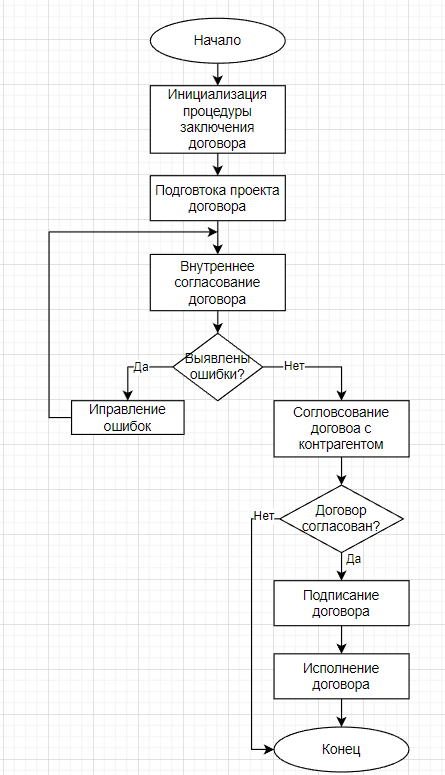 Начало
Инициализация
процедуры
заключения
договора
Подговтока проекта
договора
Внутреннее
согласование
договора
Выявлены
ошибки?
Да
Нет
Иправление
ошибок
Согловсование
договоа с
контрагентом
Договор
согласован?
Нет
Да
Подписание
договора
Исполнение
договора
Конец